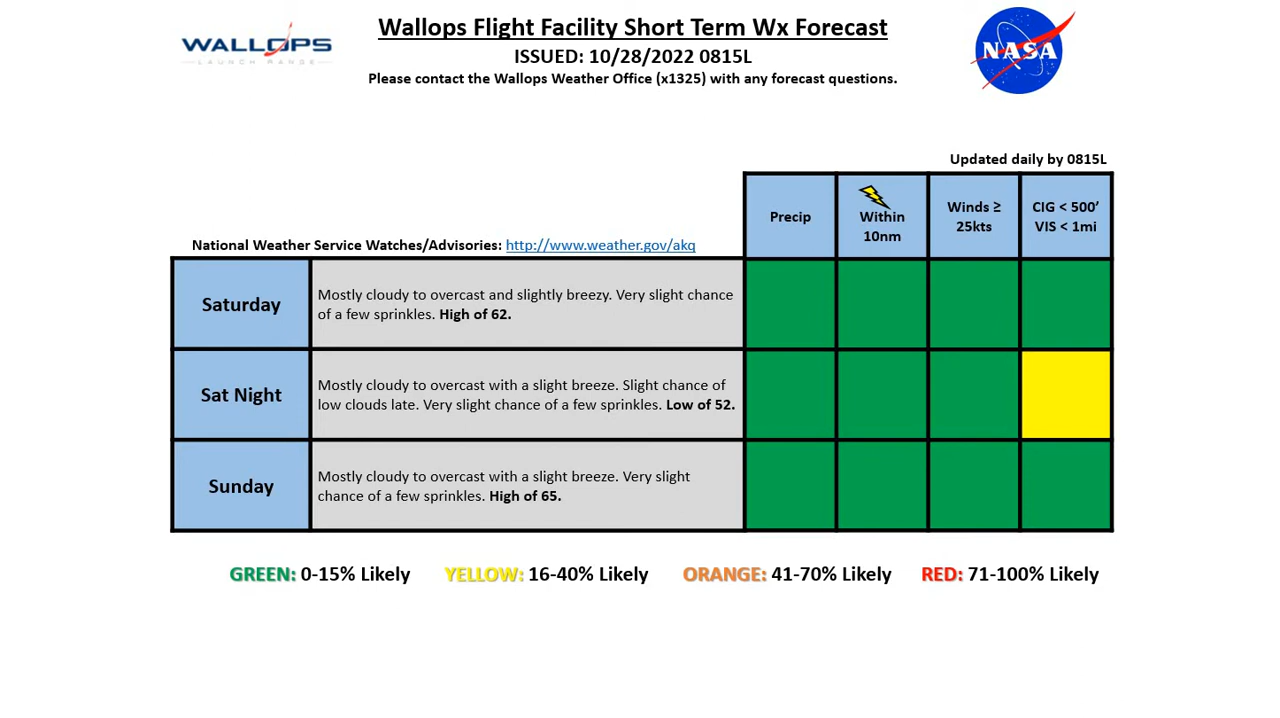 WALLOPS
LAUNCH RANGE
Wallops Flight Facility Short Term Wx Forecast
ISSUED: 10/28/2022 0815L
Please contact the Wallops Weather Office (x1325) with any forecast questions.
NASA
Updated daily by 0815L
National Weather Service Watches/Advisories: http://www.weather.gov/akq
Precip
Within
10nm
Winds ≥
25kts
CIG < 500’
VIS < 1mi
Saturday
Mostly cloudy to overcast and slightly breezy. Very slight chance
of a few sprinkles. High of 62.
Sat Night
Mostly cloudy to overcast with a slight breeze. Slight chance of
low clouds late. Very slight chance of a few sprinkles. Low of 52.
Sunday
Mostly cloudy to overcast with a slight breeze. Very slight
chance of a few sprinkles. High of 65.
GREEN: 0-15% Likely YELLOW: 16-40% Likely ORANGE: 41-70% Likely RED: 71-100% Likely